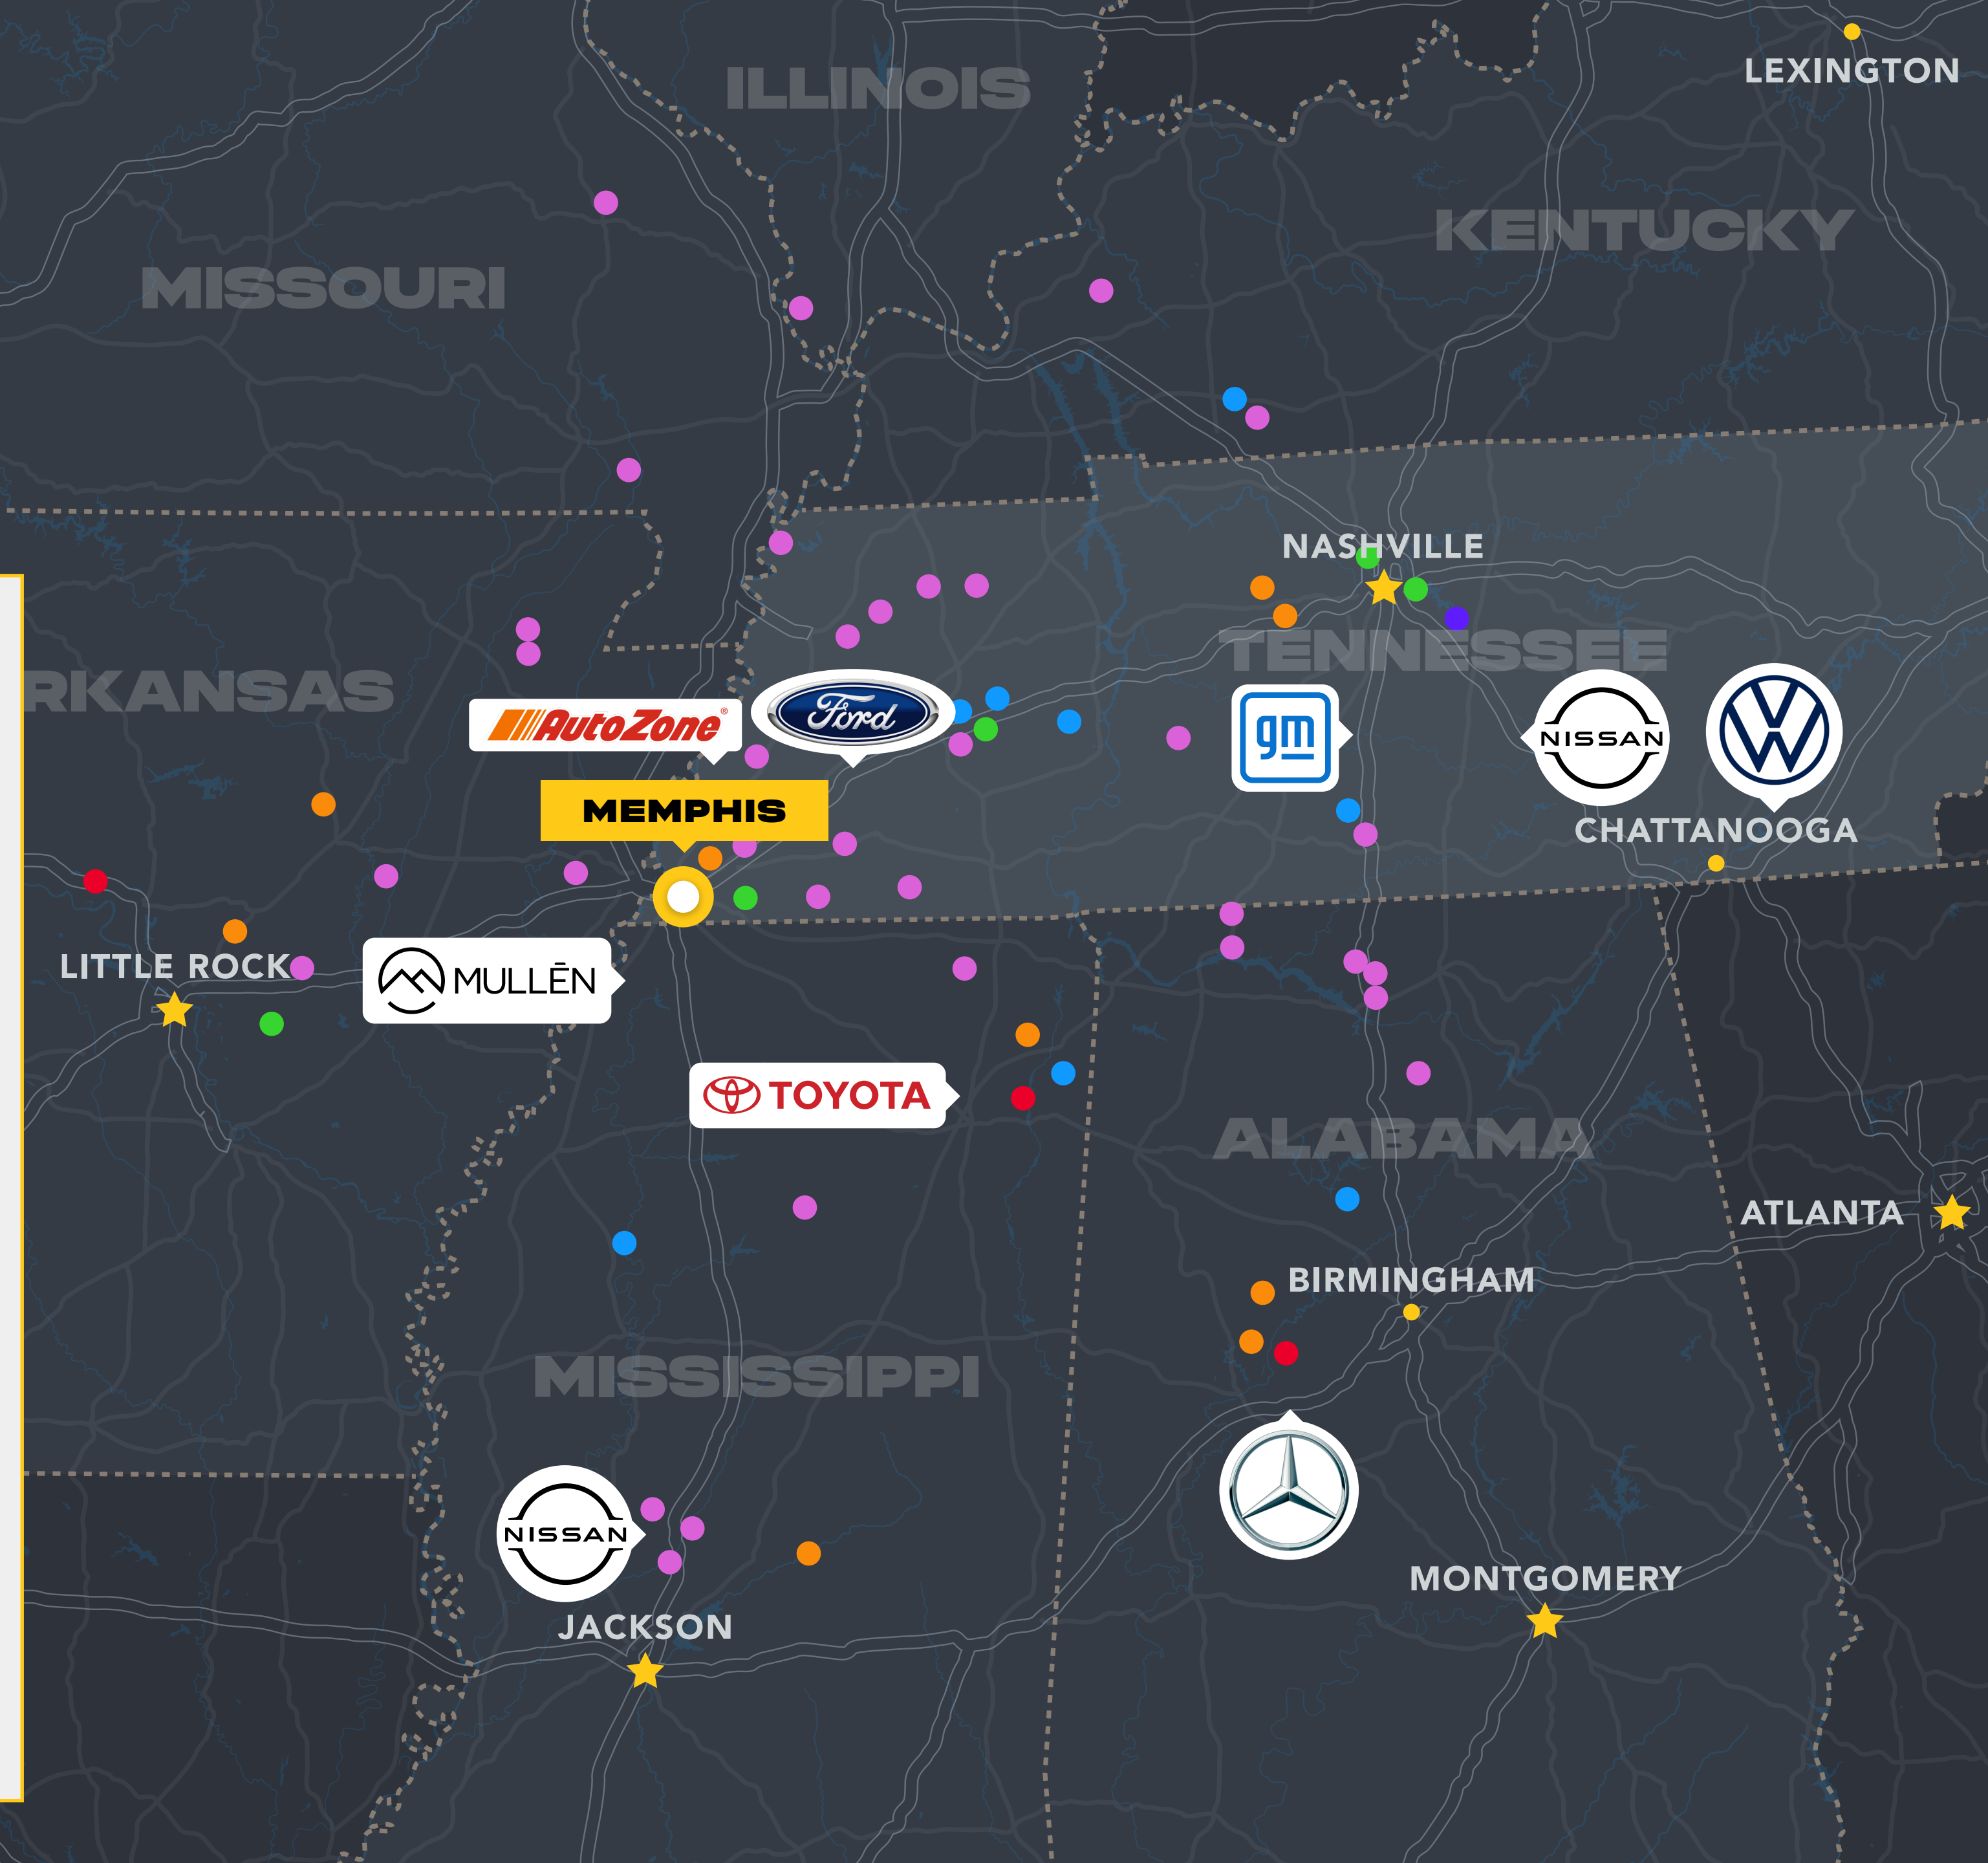 LEXINGTON
ILLINOIS
KENTUCKY
MISSOURI
NASHVILLE
TENNESSEE
RKANSAS
AutoZone®
Ford
gm
NISSAN
MEMPHIS
CHATTANOOGA
LITTLE ROCK
MULLĒN
TOYOTA
ALABAMA
ATLANTA
BIRMINGHAM
MISSISSIPPI
NISSAN
MONTGOMERY
JACKSON